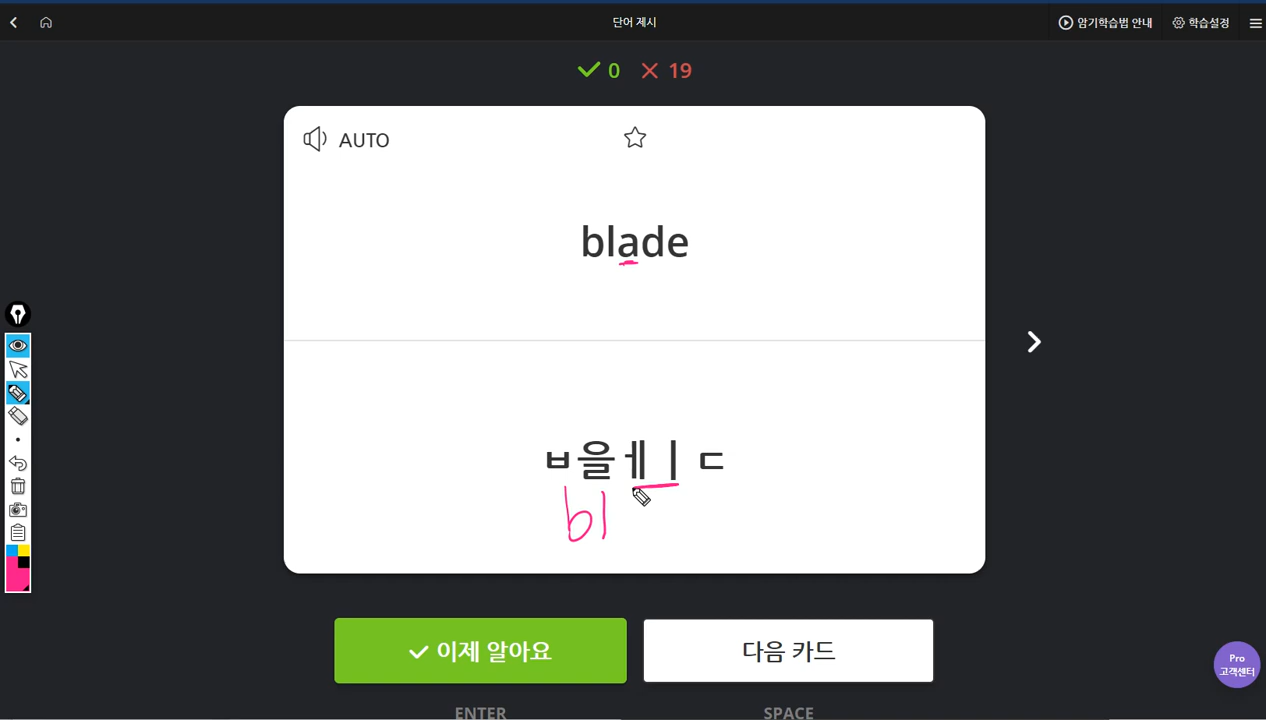 단어 제시
암기학습법 안내
학습설정
0 19
AUTO
blade
ㅂ을ㅔㅣㄷ
bl
이제 알아요
다음 카드
ENTER
SPACE
Pro
고객센터